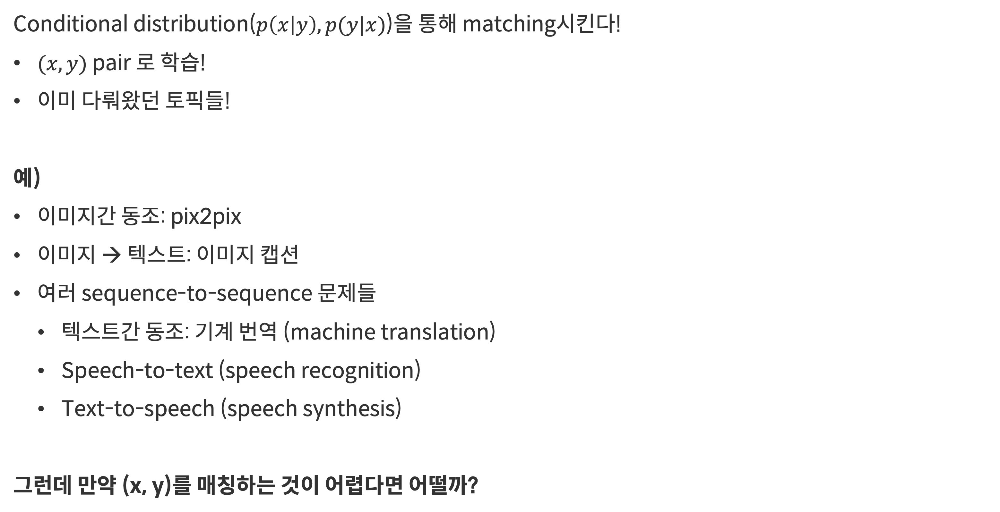 Conditional distribution(p(x|y), p(y|x))을 통해 matching시킨다!
• (x, y) pair 로 학습!
• 이미 다뤄왔던 토픽들!
예)
• 이미지간 동조: pix2pix
• 이미지 → 텍스트: 이미지 캡션
• 여러 sequence-to-sequence 문제들
• 텍스트간 동조: 기계 번역 (machine translation)
• Speech-to-text (speech recognition)
• Text-to-speech (speech synthesis)
그런데 만약 (x, y)를 매칭하는 것이 어렵다면 어떨까?